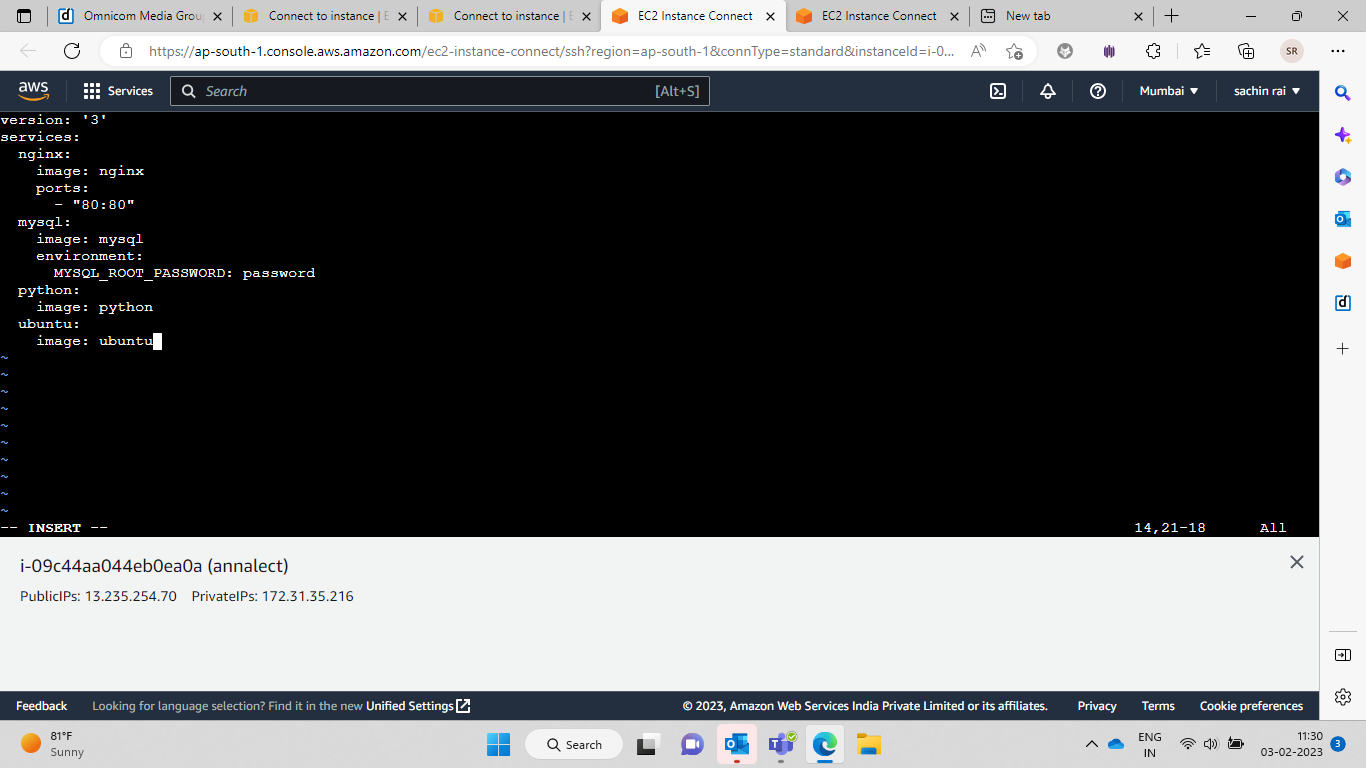 Omnicom Media Grou
Connect to instance | E
Connect to instance | E
EC2 Instance Connect
EC2 Instance Connect
New tab
https://ap-south-1.console.aws.amazon.com/ec2-instance-connect/ssh?region=ap-south-1&connType=standard&instanceId=i-0...
SR
aws
Services
Search
[Alt+S]
Mumbai
sachin rai
version: '3'
services:
  nginx:
    image: nginx
    ports:
      - "80:80"
  mysql:
    image: mysql
    environment:
      MYSQL_ROOT_PASSWORD: password
  python:
    image: python
  ubuntu:
    image: ubuntu
~
~
~
~
~
~
~
~
~
~
-- INSERT --
14,21-18
All
i-09c44aa044eb0ea0a (annalect)
PublicIPs: 13.235.254.70 PrivateIPs: 172.31.35.216
Feedback
Looking for language selection? Find it in the new Unified Settings
© 2023, Amazon Web Services India Private Limited or its affiliates.
Privacy
Terms
Cookie preferences
81°F
Sunny
Search
ENG
IN
11:30
03-02-2023
3